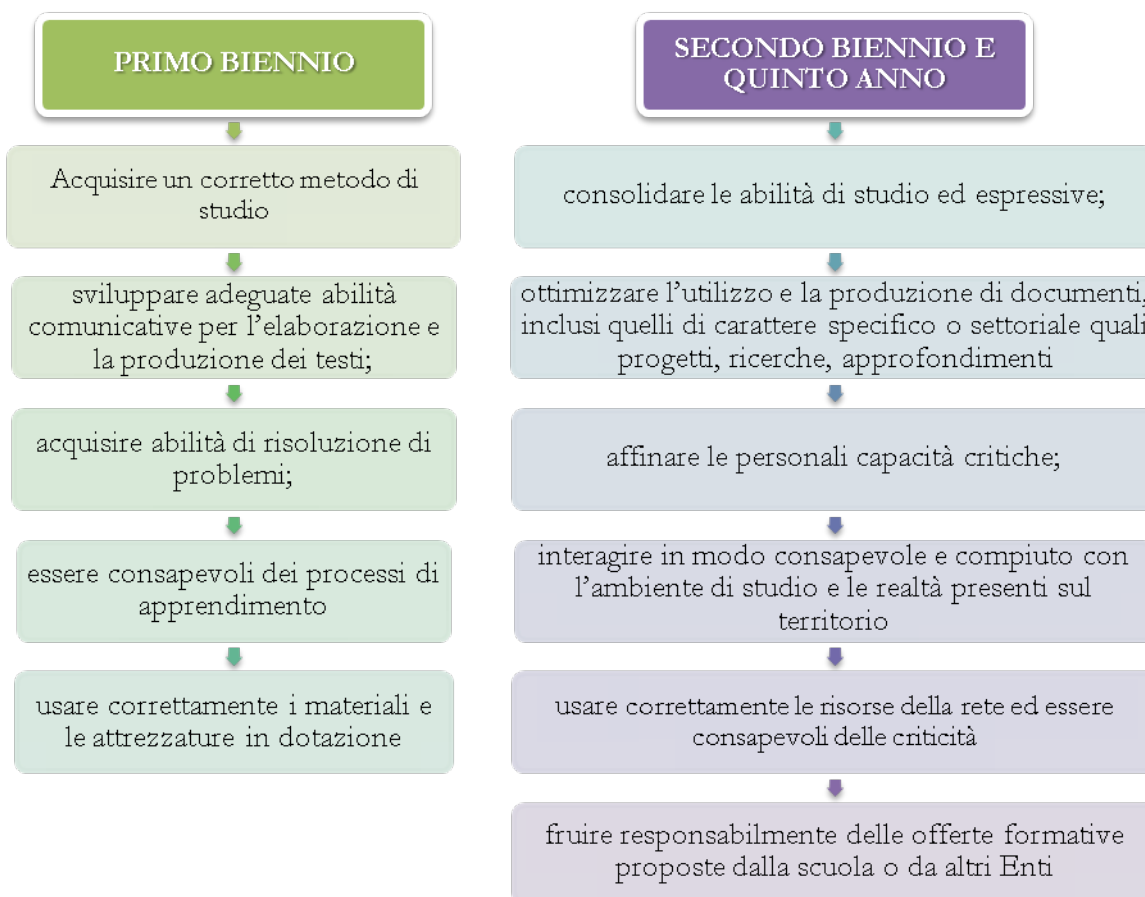 PRIMO BIENNIO
Acquisire un corretto metodo di
studio
sviluppare adeguate abilità
comunicative per l'elaborazione e
la produzione dei testi;
acquisire abilità di risoluzione di
problemi;
essere consapevoli dei processi di
apprendimento
usare correttamente i materiali e
le attrezzature in dotazione
SECONDO BIENNIO E
QUINTO ANNO
consolidare le abilità di studio ed espressive;
ottimizzare l'utilizzo e la produzione di documenti,
inclusi quelli di carattere specifico o settoriale quali
progetti, ricerche, approfondimenti
affinare le personali capacità critiche;
interagire in modo consapevole e compiuto con
l'ambiente di studio e le realtà presenti sul
territorio
usare correttamente le risorse della rete ed essere
consapevoli delle criticità
fruire responsabilmente delle offerte formative
proposte dalla scuola o da altri Enti